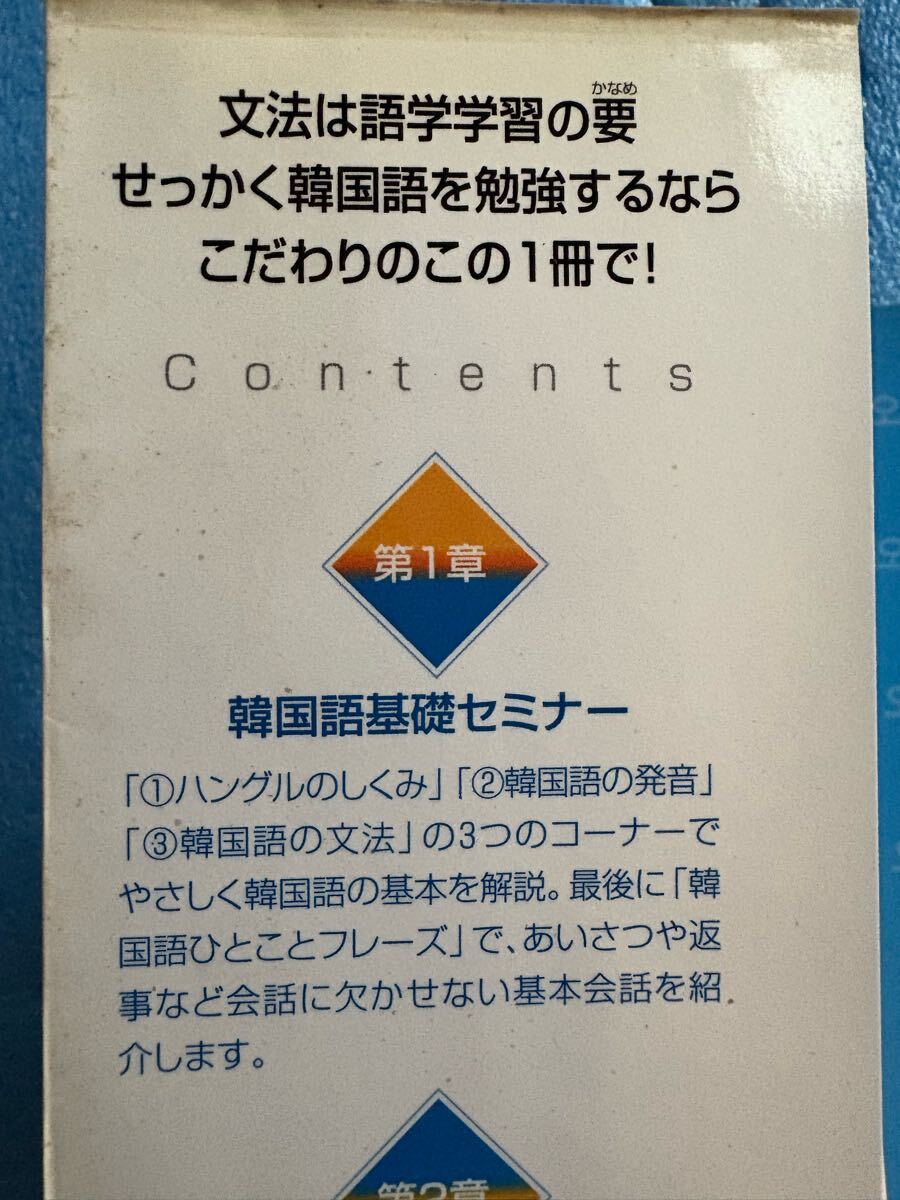 かなめ
文法は語学学習の要
せっかく韓国語を勉強するなら
こだわりのこの1冊で!
Contents
第1章
韓国語基礎セミナー
「①ハングルのしくみ」「②韓国語の発音」
「③韓国語の文法」の3つのコーナーで
やさしく韓国語の基本を解説。最後に「韓
国語ひとことフレーズ」で、あいさつや返
事など会話に欠かせない基本会話を紹
介します。
第2章